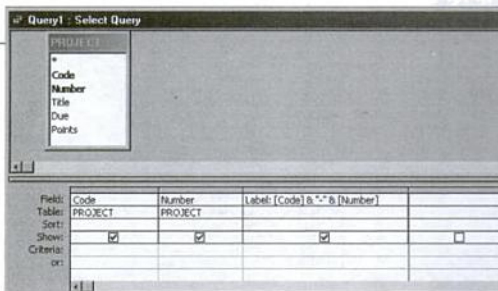 Query1 : Select Query
PROJECT
*
Code
Number
Title
Due
Points
Field: Code Number Label: [Code] & "-" & [Number]
Table: PROJECT PROJECT
Sort:
Show:
Criteria:
or: